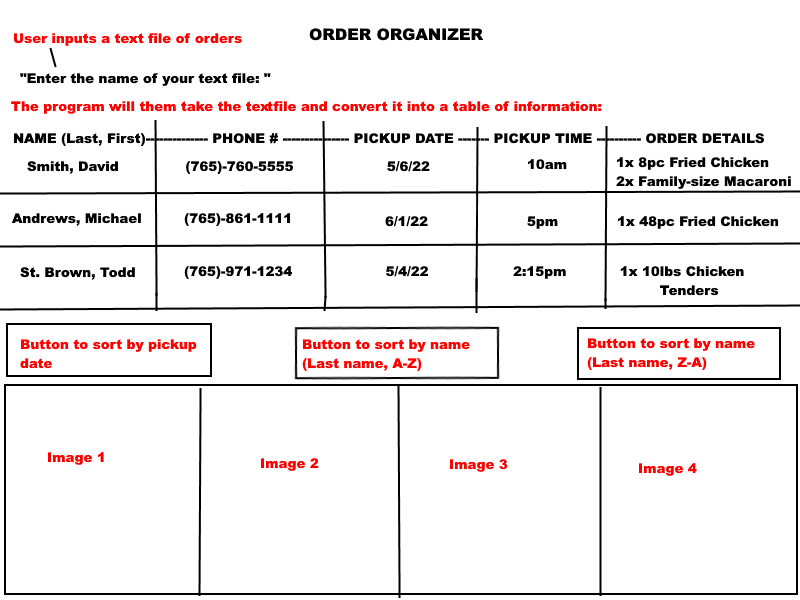 ORDER ORGANIZER
User inputs a text file of orders
"Enter the name of your text file: "
The program will them take the textfile and convert it into a table of information:
NAME (Last, First)-------------- PHONE # --------------- PICKUP DATE ------- PICKUP TIME ---------- ORDER DETAILS
Smith, David (765)-760-5555 5/6/22 10am 1x 8pc Fried Chicken
2x Family-size Macaroni
Andrews, Michael (765)-861-1111 6/1/22 5pm 1x 48pc Fried Chicken
St. Brown, Todd (765)-971-1234 5/4/22 2:15pm 1x 10lbs Chicken
Tenders
Button to sort by pickup
date
Button to sort by name
(Last name, A-Z)
Button to sort by name
(Last name, Z-A)
Image 1
Image 2
Image 3
Image 4